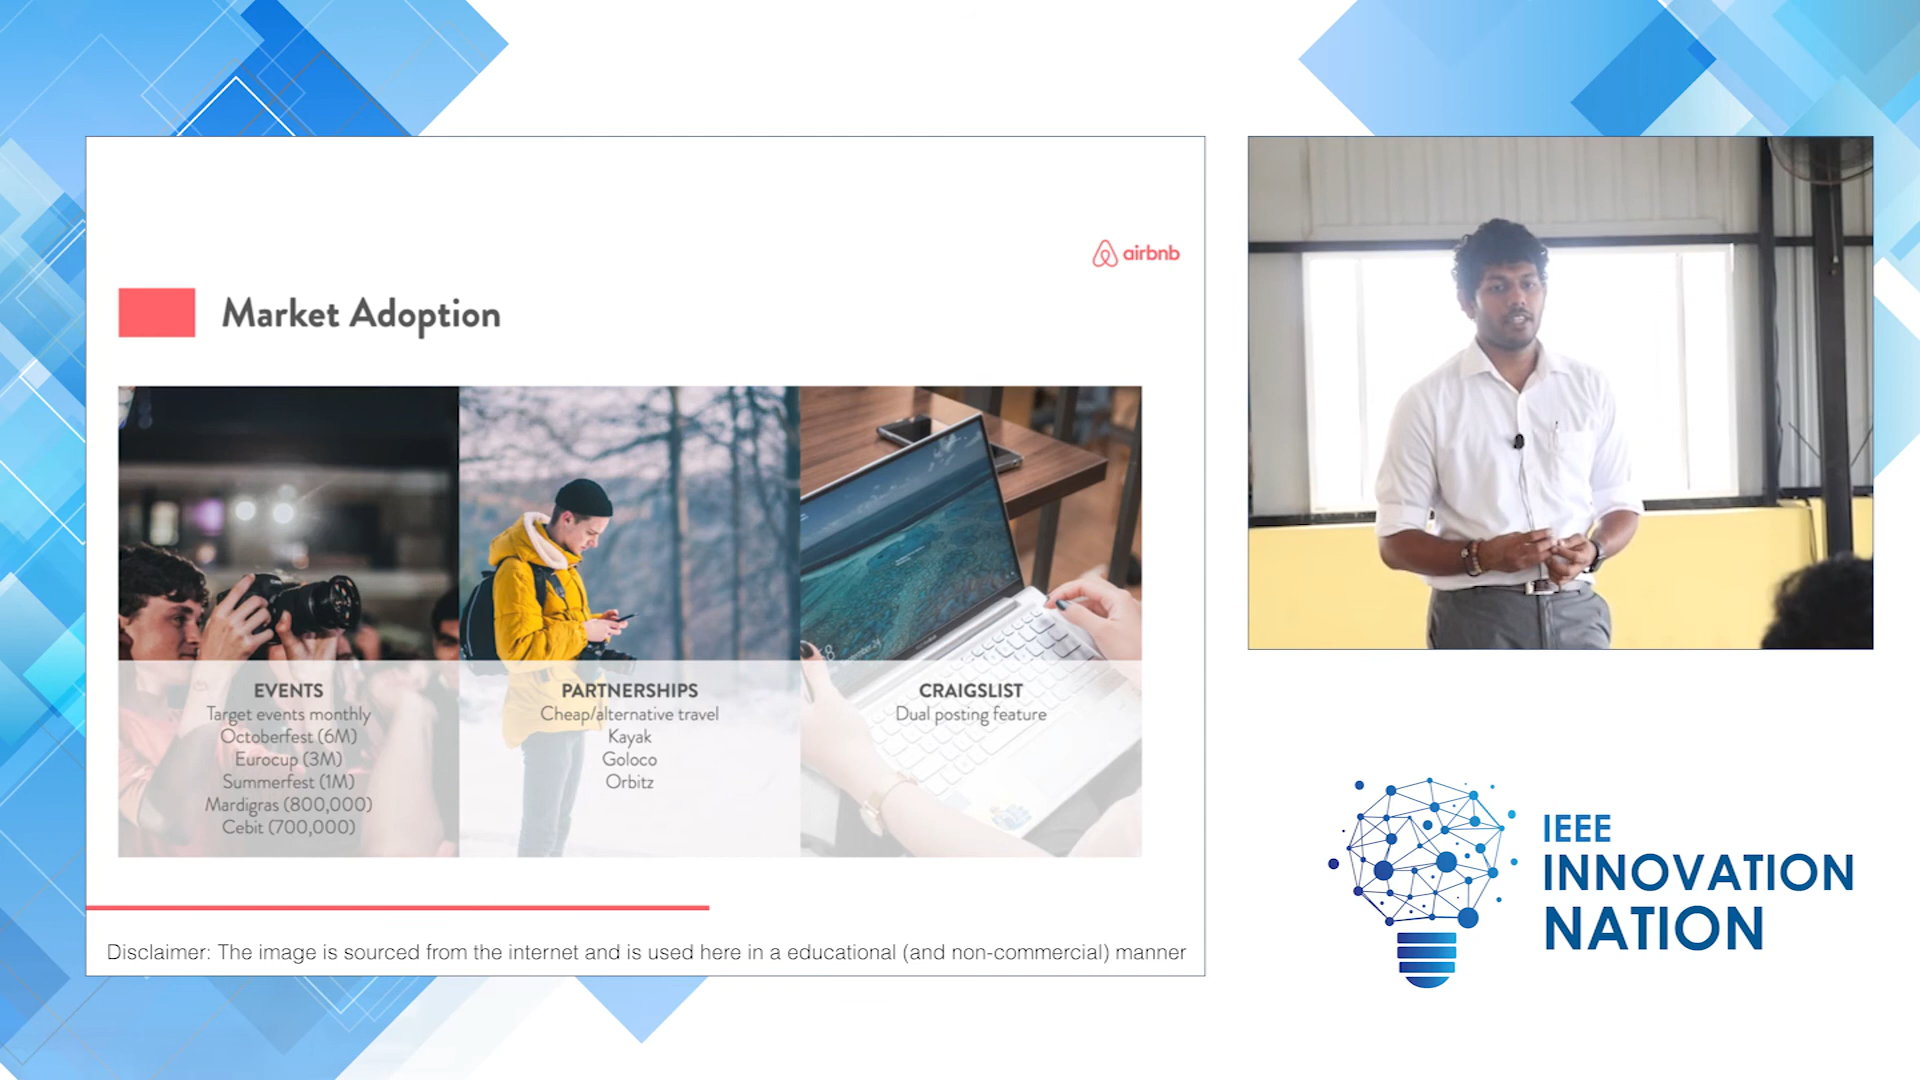 airbnb
Market Adoption
EVENTS
Target events monthly
Octoberfest (6M)
Eurocup (3M)
Summerfest (1M)
Mardigras (800,000)
Cebit (700,000)
PARTNERSHIPS
Cheap/alternative travel
Kayak
Goloco
Orbitz
CRAIGSLIST
Dual posting feature
Disclaimer: The image is sourced from the internet and is used here in a educational (and non-commercial) manner
IEEE
INNOVATION
NATION